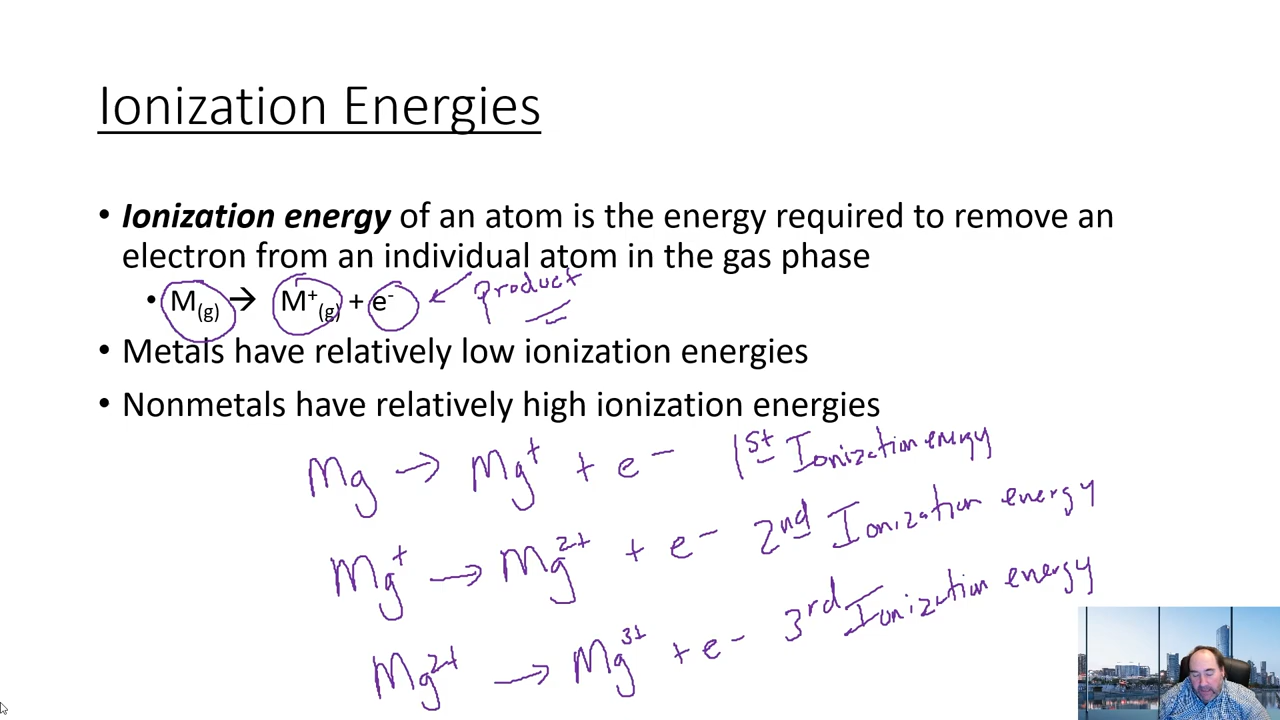 Ionization Energies
• Ionization energy of an atom is the energy required to remove an
electron from an individual atom in the gas phase
• M(g) → M⁺(g) + e⁻ ← product
• Metals have relatively low ionization energies
• Nonmetals have relatively high ionization energies
Mg → Mg⁺ + e⁻ 1st Ionization energy
Mg⁺ → Mg²⁺ + e⁻ 2nd Ionization energy
Mg²⁺ → Mg³⁺ + e⁻ 3rd Ionization energy